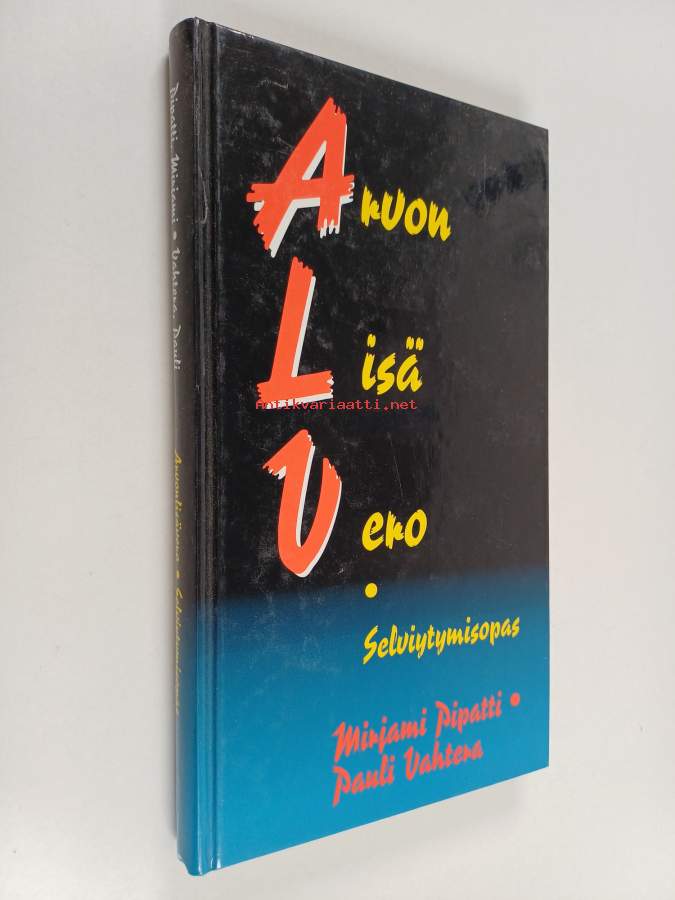 Pipatti, Mirjami • Vahtera, Pauli
Arvonlisävero • Selviytymisopas
Arvon
Lisä
Vero
•
Selviytymisopas
Mirjami Pipatti •
Pauli Vahtera
antikvariaatti.net